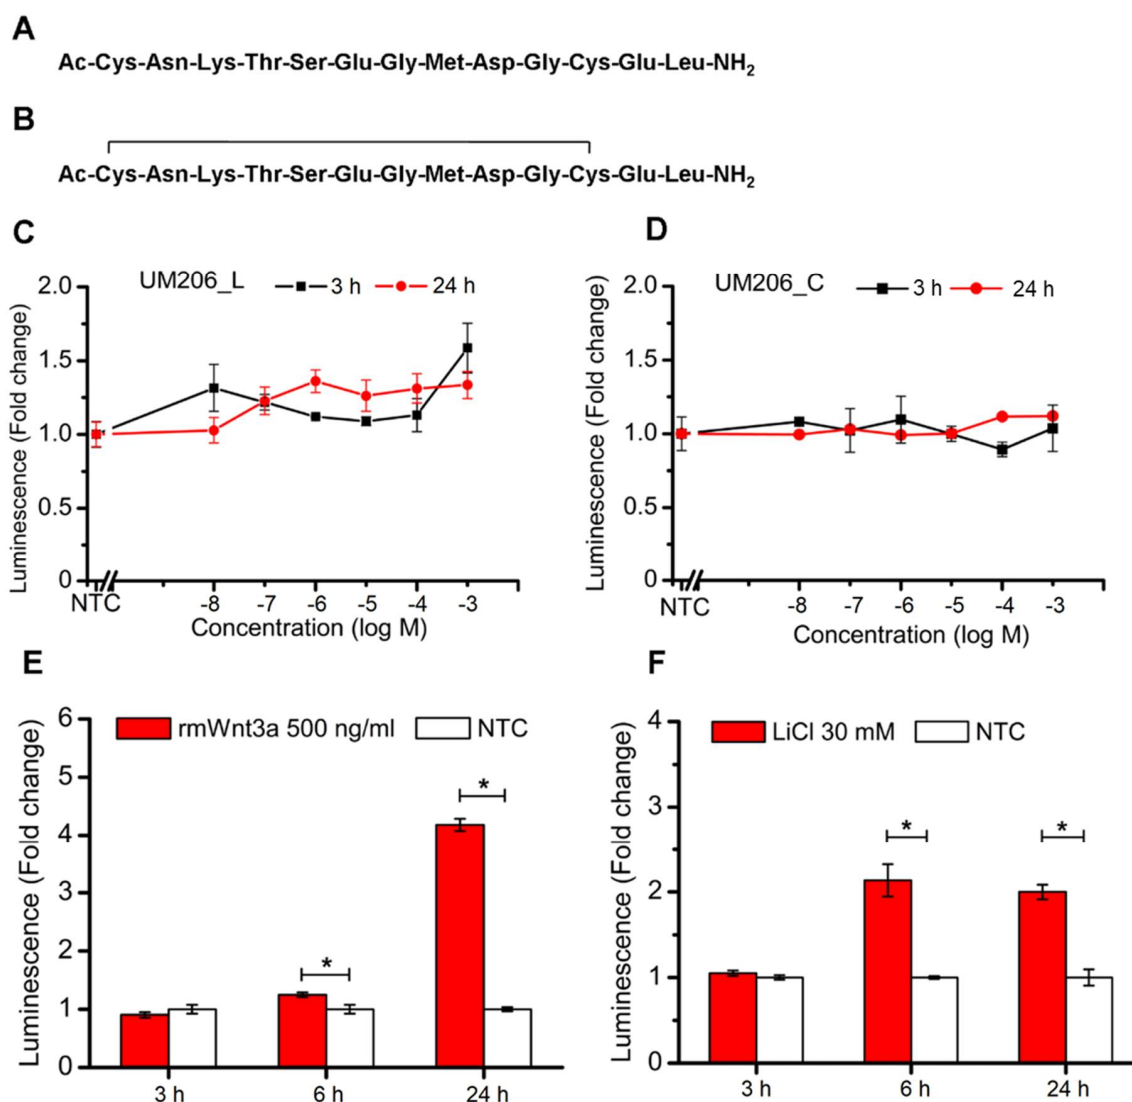 A
Ac-Cys-Asn-Lys-Thr-Ser-Glu-Gly-Met-Asp-Gly-Cys-Glu-Leu-NH2
B
Ac-Cys-Asn-Lys-Thr-Ser-Glu-Gly-Met-Asp-Gly-Cys-Glu-Leu-NH2
C
UM206_L 3 h 24 h
Luminescence (Fold change)
2.0
1.5
1.0
0.5
0
NTC -8 -7 -6 -5 -4 -3
Concentration (log M)
D
UM206_C 3 h 24 h
Luminescence (Fold change)
2.0
1.5
1.0
0.5
0
NTC -8 -7 -6 -5 -4 -3
Concentration (log M)
E
rmWnt3a 500 ng/ml NTC
Luminescence (Fold change)
6
5
4
3
2
1
0
*
*
3 h 6 h 24 h
F
LiCl 30 mM NTC
Luminescence (Fold change)
4
3
2
1
0
* *
3 h 6 h 24 h